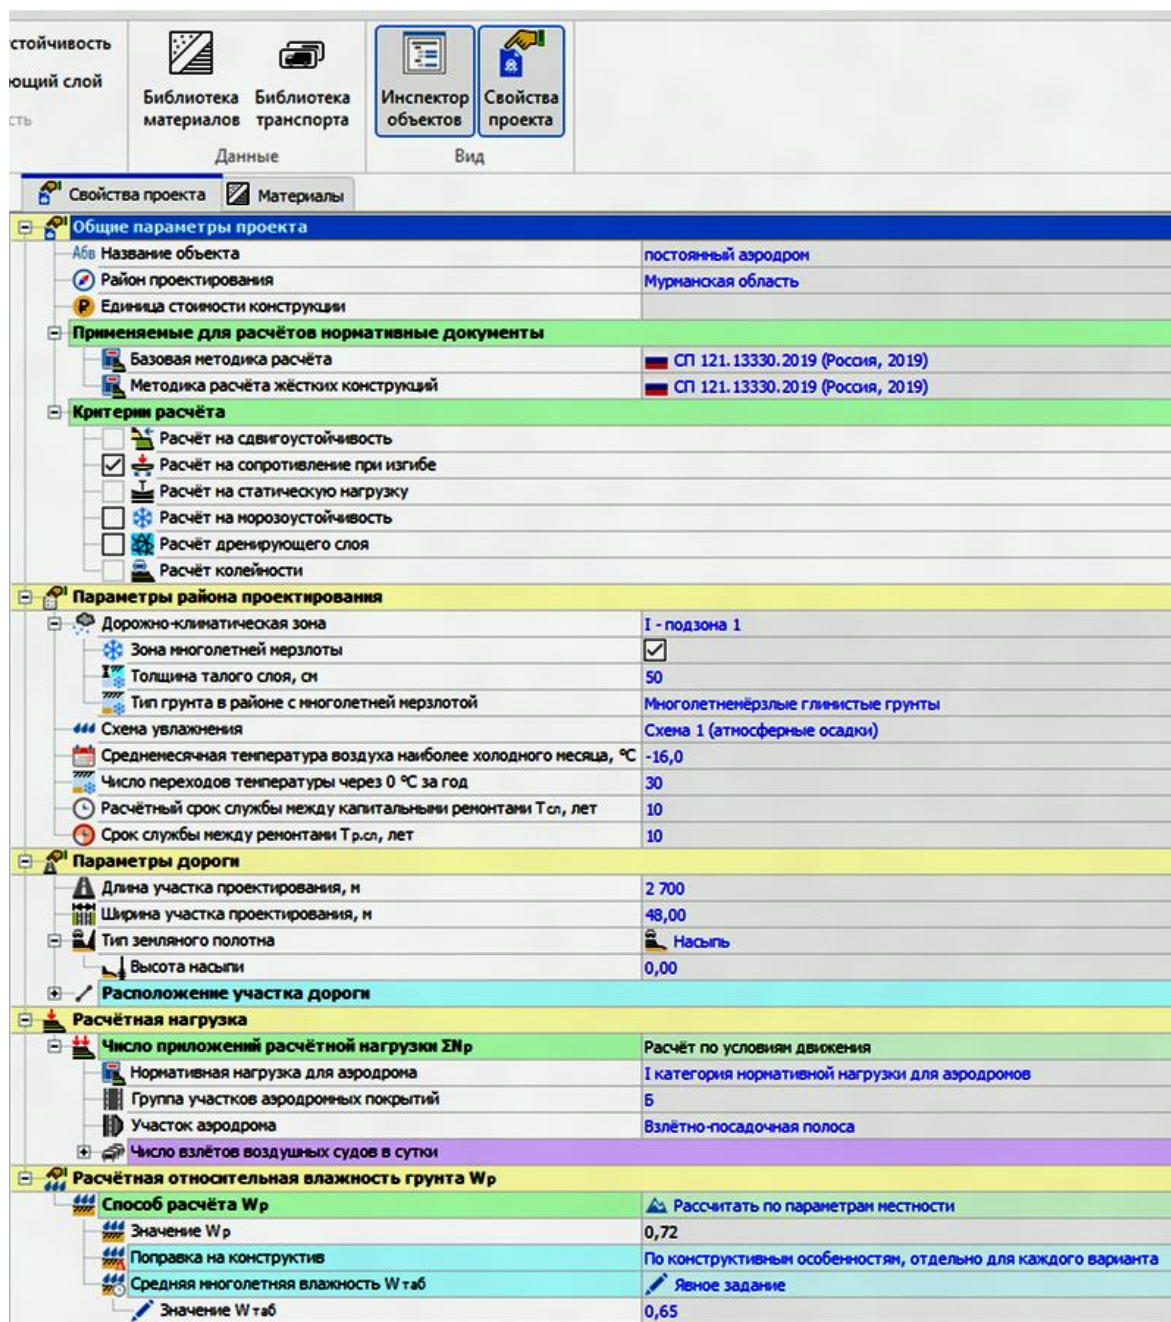 стойчивость
ющий слой
сть
Библиотека материалов
Библиотека транспорта
Инспектор объектов
Свойства проекта
Данные
Вид
Свойства проекта Материалы
Общие параметры проекта
Абв Название объекта постоянный аэродром
Район проектирования Мурманская область
Единица стоимости конструкции
Применяемые для расчётов нормативные документы
Базовая методика расчёта СП 121.13330.2019 (Россия, 2019)
Методика расчёта жёстких конструкций СП 121.13330.2019 (Россия, 2019)
Критерии расчёта
Расчёт на сдвигоустойчивость
Расчёт на сопротивление при изгибе
Расчёт на статическую нагрузку
Расчёт на морозоустойчивость
Расчёт дренирующего слоя
Расчёт колейности
Параметры района проектирования
Дорожно-климатическая зона I - подзона 1
Зона многолетней мерзлоты
Толщина талого слоя, см 50
Тип грунта в районе с многолетней мерзлотой Многолетнемёрзлые глинистые грунты
Схема увлажнения Схема 1 (атмосферные осадки)
Среднемесячная температура воздуха наиболее холодного месяца, °С -16,0
Число переходов температуры через 0 °С за год 30
Расчётный срок службы между капитальными ремонтами Tсл, лет 10
Срок службы между ремонтами Tр.сл, лет 10
Параметры дороги
Длина участка проектирования, м 2 700
Ширина участка проектирования, м 48,00
Тип земляного полотна Насыпь
Высота насыпи 0,00
Расположение участка дороги
Расчётная нагрузка
Число приложений расчётной нагрузки ΣNp Расчёт по условиям движения
Нормативная нагрузка для аэродрома I категория нормативной нагрузки для аэродромов
Группа участков аэродромных покрытий Б
Участок аэродрома Взлётно-посадочная полоса
Число взлётов воздушных судов в сутки
Расчётная относительная влажность грунта Wp
Способ расчёта Wp Рассчитать по параметрам местности
Значение Wp 0,72
Поправка на конструктив По конструктивным особенностям, отдельно для каждого варианта
Средняя многолетняя влажность Wтаб Явное задание
Значение Wтаб 0,65